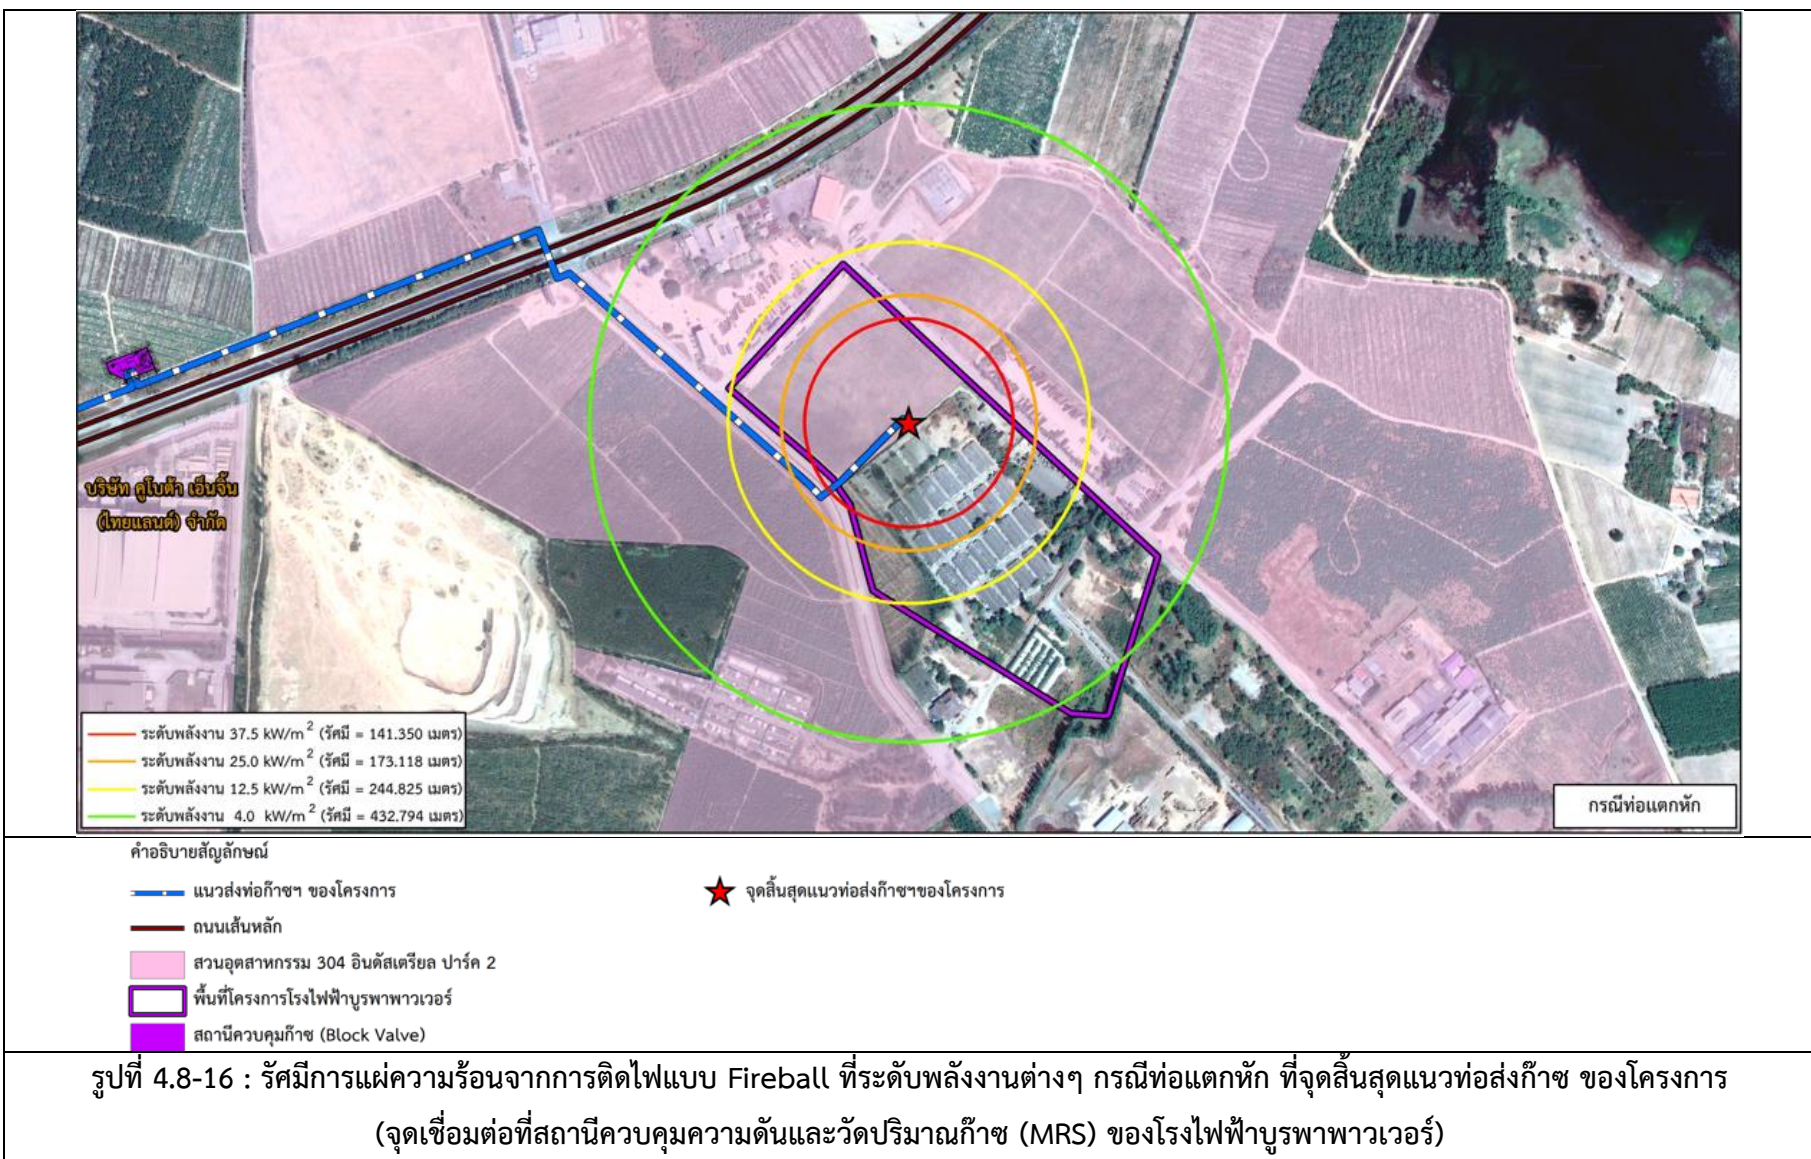 บริษัท คูโบต้า เอ็นจิ้น
(ไทยแลนด์) จำกัด
ระดับพลังงาน 37.5 kW/m 2 (รัศมี = 141.350 เมตร)
ระดับพลังงาน 25.0 kW/m 2 (รัศมี = 173.118 เมตร)
ระดับพลังงาน 12.5 kW/m 2 (รัศมี = 244.825 เมตร)
ระดับพลังงาน 4.0 kW/m 2 (รัศมี = 432.794 เมตร)
กรณีท่อแตกหัก
คำอธิบายสัญลักษณ์
แนวส่งท่อก๊าซฯ ของโครงการ
จุดสิ้นสุดแนวท่อส่งก๊าซฯของโครงการ
ถนนเส้นหลัก
สวนอุตสาหกรรม 304 อินดัสเตรียล ปาร์ค 2
พื้นที่โครงการโรงไฟฟ้าบูรพาพาวเวอร์
สถานีควบคุมก๊าซ (Block Valve)
รูปที่ 4.8-16 : รัศมีการแผ่ความร้อนจากการติดไฟแบบ Fireball ที่ระดับพลังงานต่างๆ กรณีท่อแตกหัก ที่จุดสิ้นสุดแนวท่อส่งก๊าซ ของโครงการ
(จุดเชื่อมต่อที่สถานีควบคุมความดันและวัดปริมาณก๊าซ (MRS) ของโรงไฟฟ้าบูรพาพาวเวอร์)